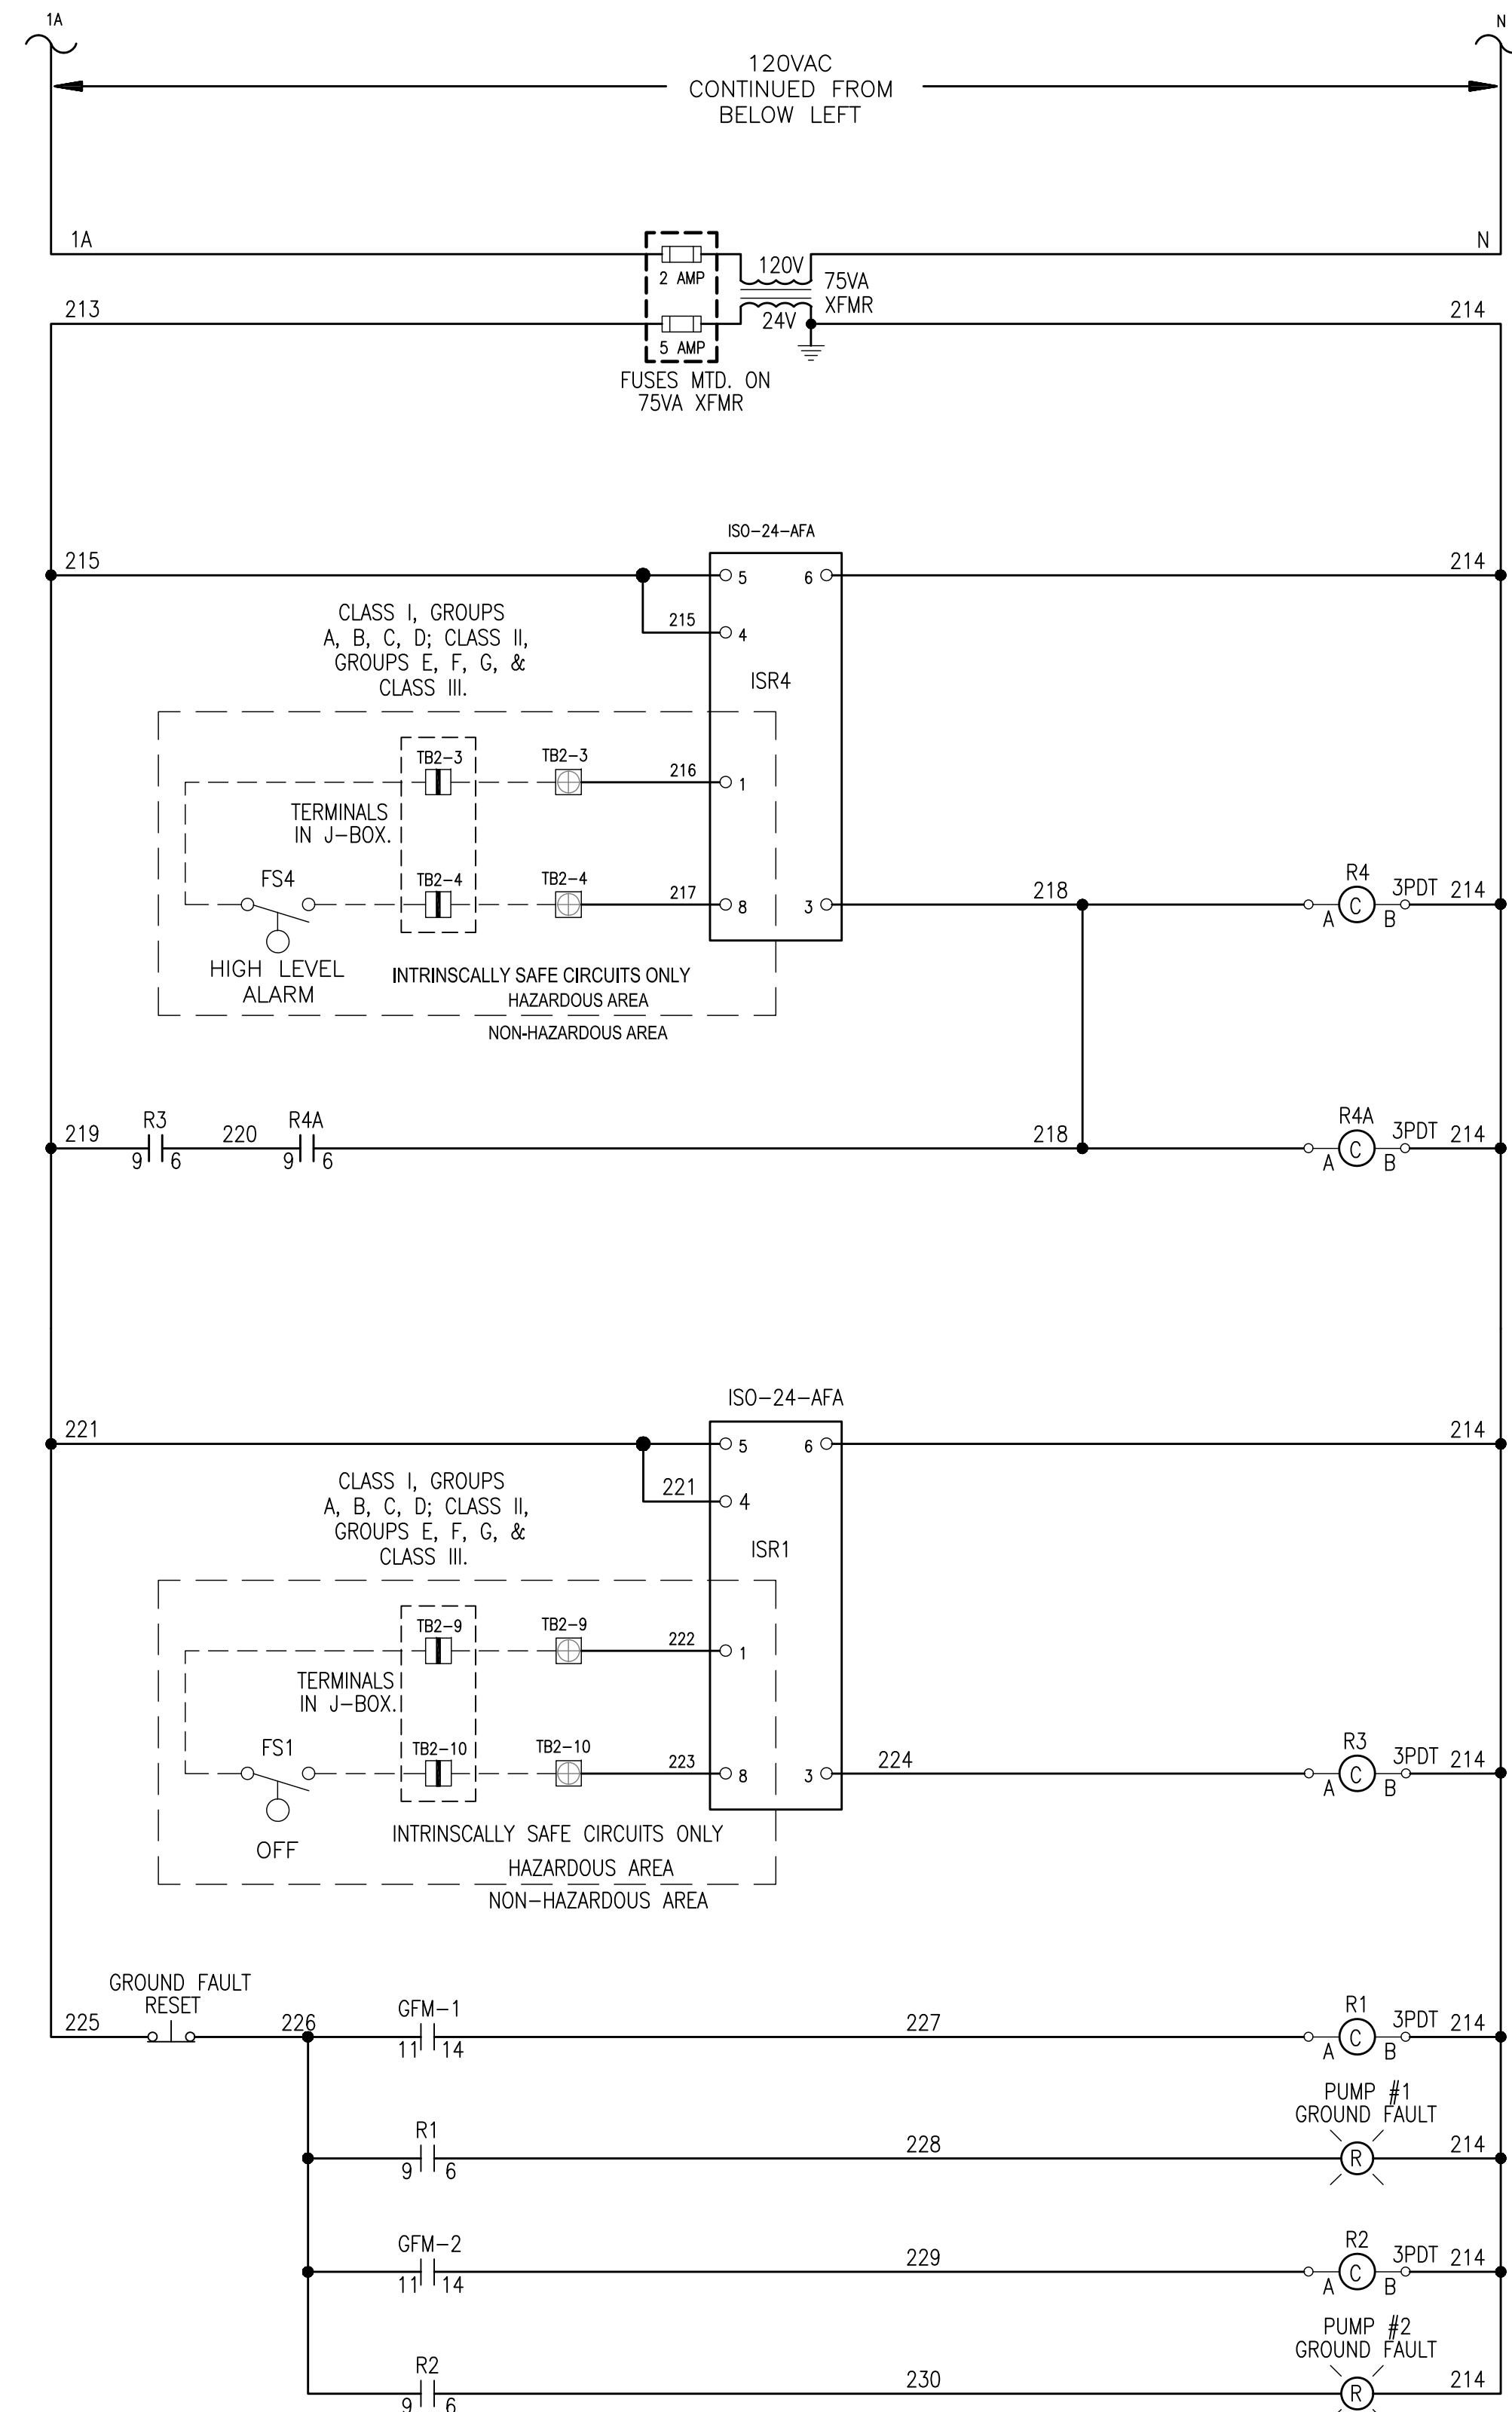 1A
N
120VAC
CONTINUED FROM
BELOW LEFT
1A
N
2 AMP
120V
75VA
XFMR
213
24V
214
5 AMP
FUSES MTD. ON
75VA XFMR
ISO-24-AFA
215
5
6
214
CLASS I, GROUPS
A, B, C, D; CLASS II,
GROUPS E, F, G, &
CLASS III.
215
4
ISR4
TB2-3
TB2-3
216
1
TERMINALS
IN J-BOX.
FS4
TB2-4
TB2-4
217
8
3
218
R4
A
C
B
3PDT
214
HIGH LEVEL
ALARM
INTRINSCALLY SAFE CIRCUITS ONLY
HAZARDOUS AREA
NON-HAZARDOUS AREA
219
R3
9
6
220
R4A
9
6
218
R4A
A
C
B
3PDT
214
ISO-24-AFA
221
5
6
214
CLASS I, GROUPS
A, B, C, D; CLASS II,
GROUPS E, F, G, &
CLASS III.
221
4
ISR1
TB2-9
TB2-9
222
1
TERMINALS
IN J-BOX.
FS1
TB2-10
TB2-10
223
8
3
224
R3
A
C
B
3PDT
214
OFF
INTRINSCALLY SAFE CIRCUITS ONLY
HAZARDOUS AREA
NON-HAZARDOUS AREA
GROUND FAULT
RESET
225
226
GFM-1
11
14
227
R1
A
C
B
3PDT
214
PUMP #1
GROUND FAULT
R1
9
6
228
R
214
GFM-2
11
14
229
R2
A
C
B
3PDT
214
PUMP #2
GROUND FAULT
R2
9
6
230
R
214